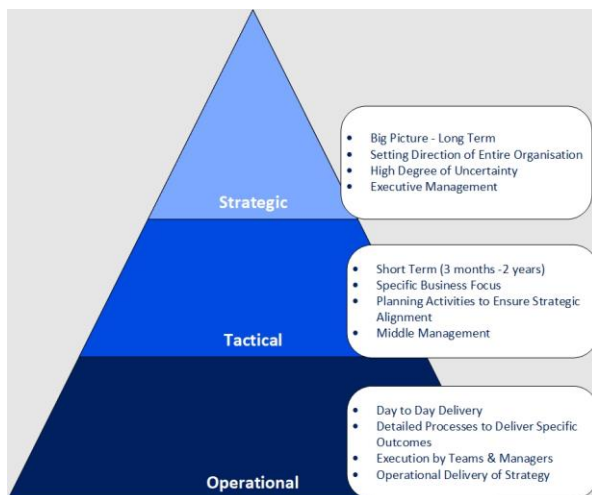 Strategic
• Big Picture - Long Term
• Setting Direction of Entire Organisation
• High Degree of Uncertainty
• Executive Management
Tactical
• Short Term (3 months -2 years)
• Specific Business Focus
• Planning Activities to Ensure Strategic
Alignment
• Middle Management
Operational
• Day to Day Delivery
• Detailed Processes to Deliver Specific
Outcomes
• Execution by Teams & Managers
• Operational Delivery of Strategy